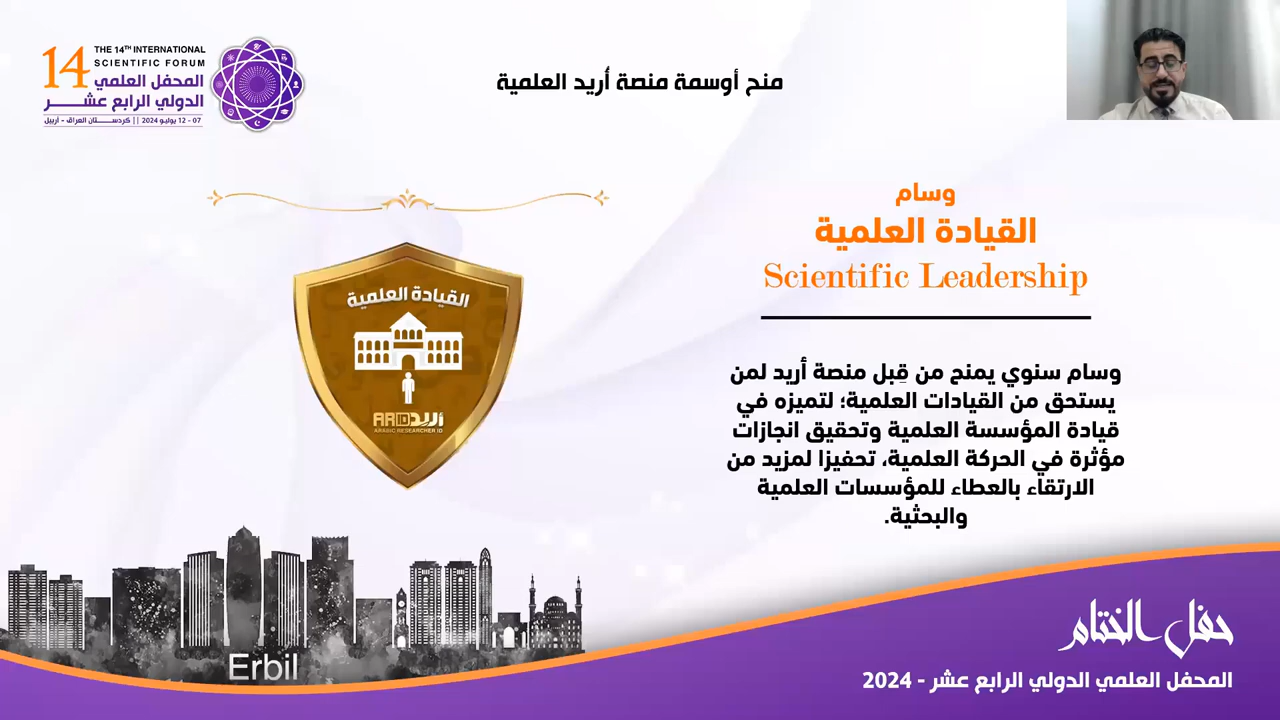 14
THE 14TH INTERNATIONAL
SCIENTIFIC FORUM
المحفل العلمي
الدولي الرابع عشر
07 - 12 يوليو 2024 || كردستان العراق - أربيل
منح أوسمة منصة أُريد العلمية
وسام
القيادة العلمية
Scientific Leadership
وسام سنوي يمنح من قِبل منصة أريد لمن
يستحق من القيادات العلمية؛ لتميزه في
قيادة المؤسسة العلمية وتحقيق انجازات
مؤثرة في الحركة العلمية، تحفيزا لمزيد من
الارتقاء بالعطاء للمؤسسات العلمية
والبحثية.
القيادة العلمية
ARID أريد
ARABIC RESEARCHER ID
Erbil
حفل الختام
المحفل العلمي الدولي الرابع عشر - 2024